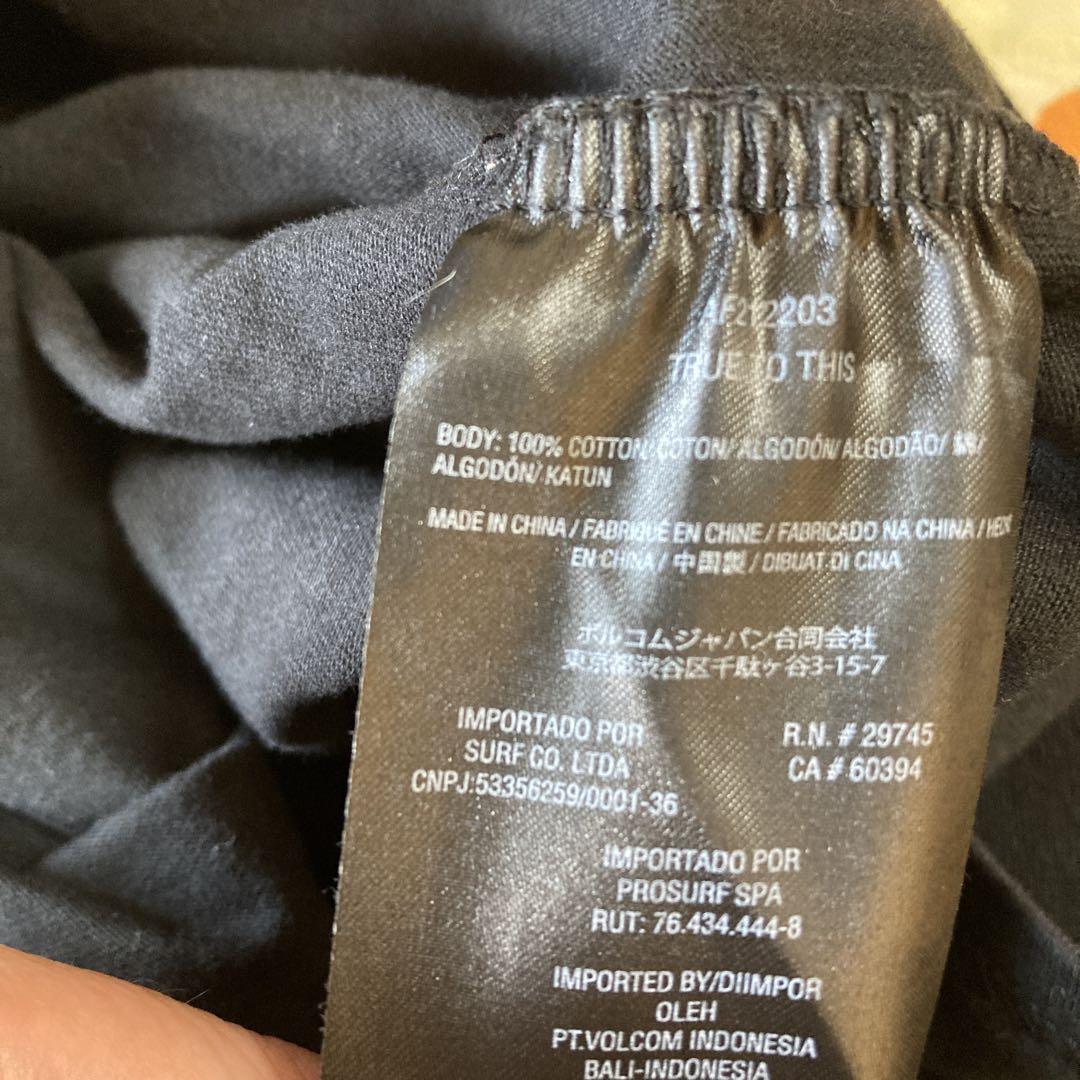 TRUE TO THIS
BODY: 100% COTTON/COTON/ ALGODÓN/ ALGODÃO/ 綿/
ALGODÓN/ KATUN
MADE IN CHINA / FABRIQUÉ EN CHINE / FABRICADO NA CHINA /
EN CHINA / 中国製 / DIBUAT DI CINA
ボルコムジャパン合同会社
東京都渋谷区千駄ヶ谷3-15-7
IMPORTADO POR
SURF CO. LTDA
CNPJ:53356259/0001-36
R.N. # 29745
CA # 60394
IMPORTADO POR
PROSURF SPA
RUT: 76.434.444-8
IMPORTED BY/DIIMPOR
OLEH
PT.VOLCOM INDONESIA
BALI-INDONESIA